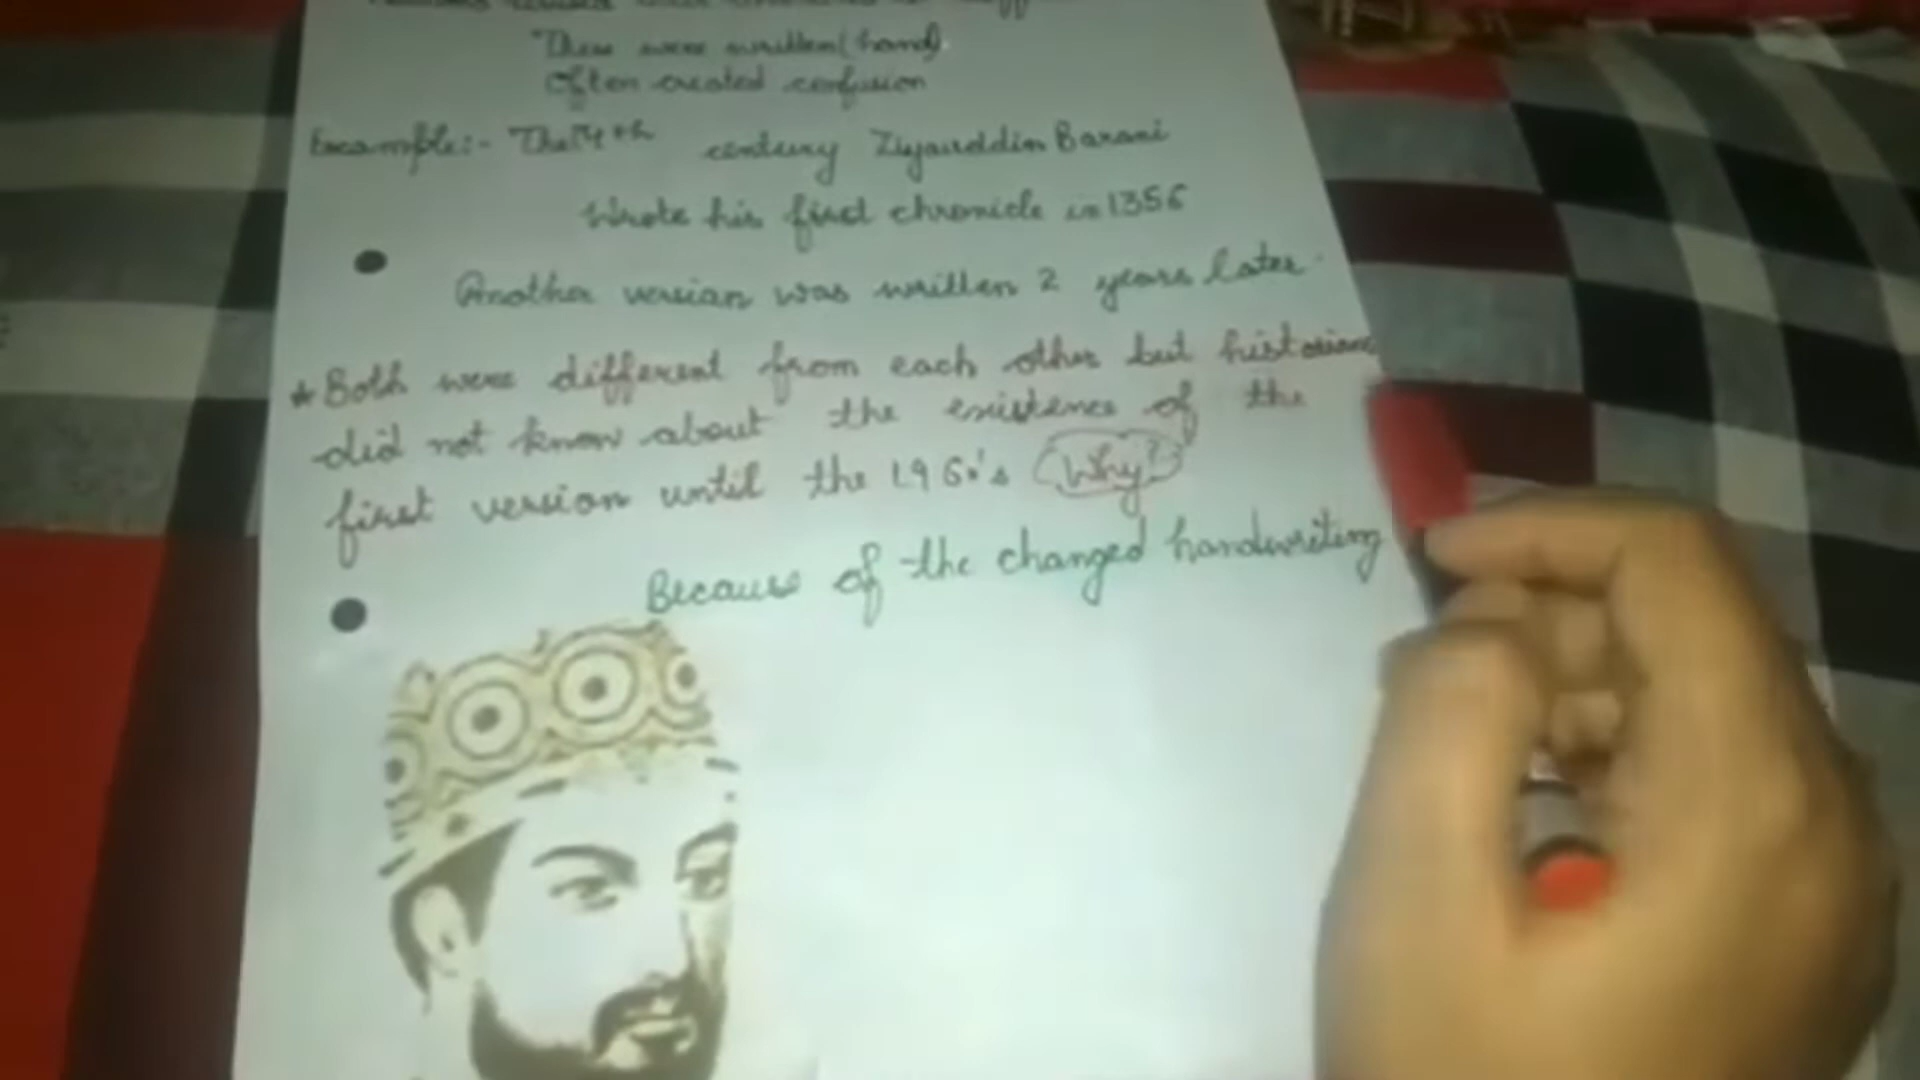 These were written (hand).
Often created confusion
Example:- The 14th century Ziyauddin Barani
Wrote his first chronicle in 1356
Another version was written 2 years later.
* Both were different from each other but historians
did not know about the existence of the
first version until the 1960's Why?
Because of the changed handwriting